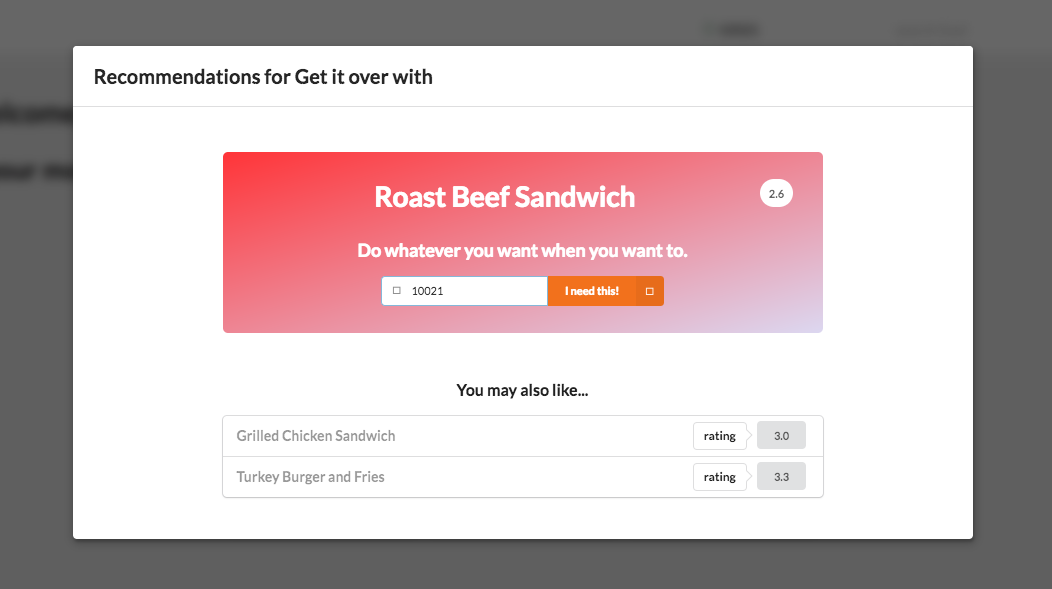 Recommendations for Get it over with
Roast Beef Sandwich
2.6
Do whatever you want when you want to.
10021
I need this!
You may also like...
Grilled Chicken Sandwich
rating
3.0
Turkey Burger and Fries
rating
3.3